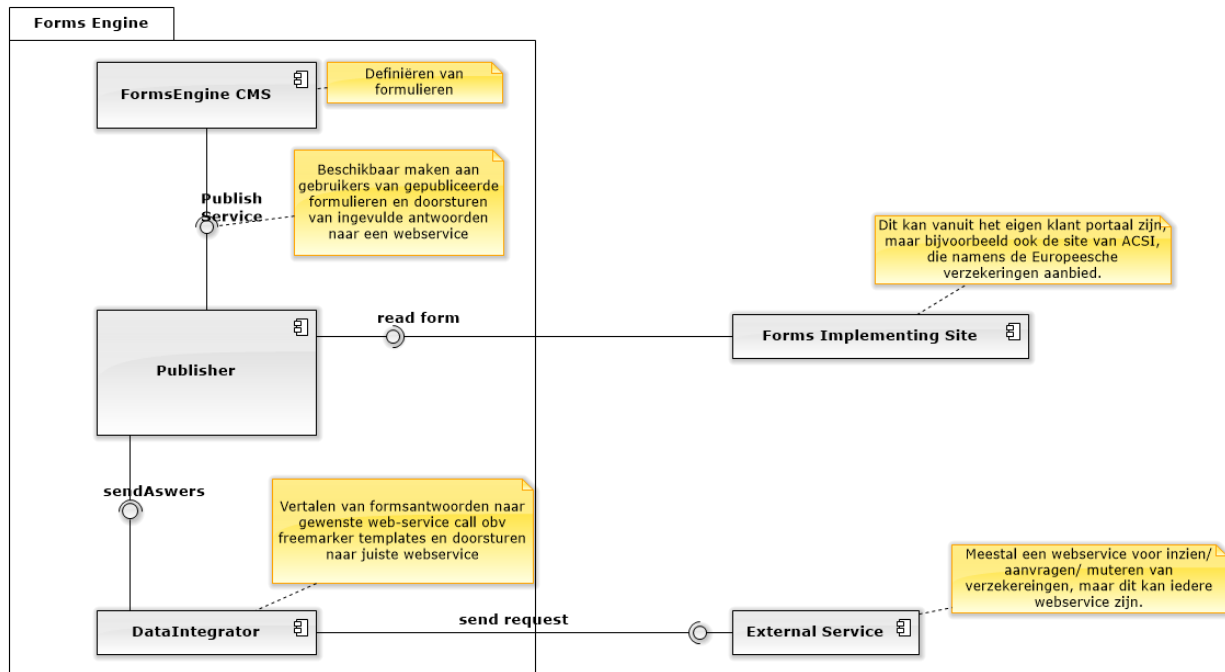 Forms Engine
FormsEngine CMS
Definiëren van
formulieren
Publish
Service
Beschikbaar maken aan
gebruikers van gepubliceerde
formulieren en doorsturen
van ingevulde antwoorden
naar een webservice
Dit kan vanuit het eigen klant portaal zijn,
maar bijvoorbeeld ook de site van ACSI,
die namens de Europeesche
verzekeringen aanbied.
read form
Forms Implementing Site
Publisher
sendAswers
Vertalen van formsantwoorden naar
gewenste web-service call obv
freemarker templates en doorsturen
naar juiste webservice
Meestal een webservice voor inzien/
aanvragen/ muteren van
verzekereingen, maar dit kan iedere
webservice zijn.
DataIntegrator
send request
External Service